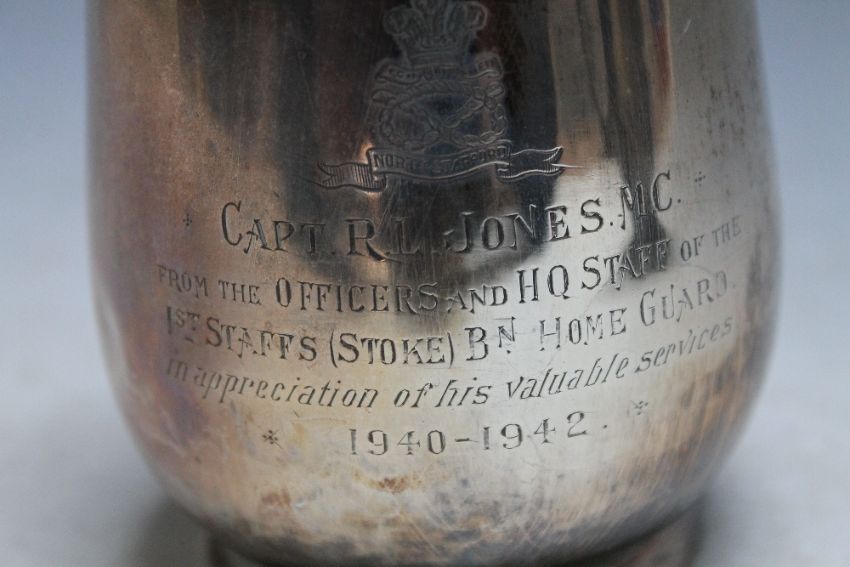 NORTH STAFFORD
CAPT. R.L. JONES. M.C.
FROM THE OFFICERS AND HQ STAFF OF THE
1ST STAFFS (STOKE) BN HOME GUARD.
in appreciation of his valuable services
1940-1942.